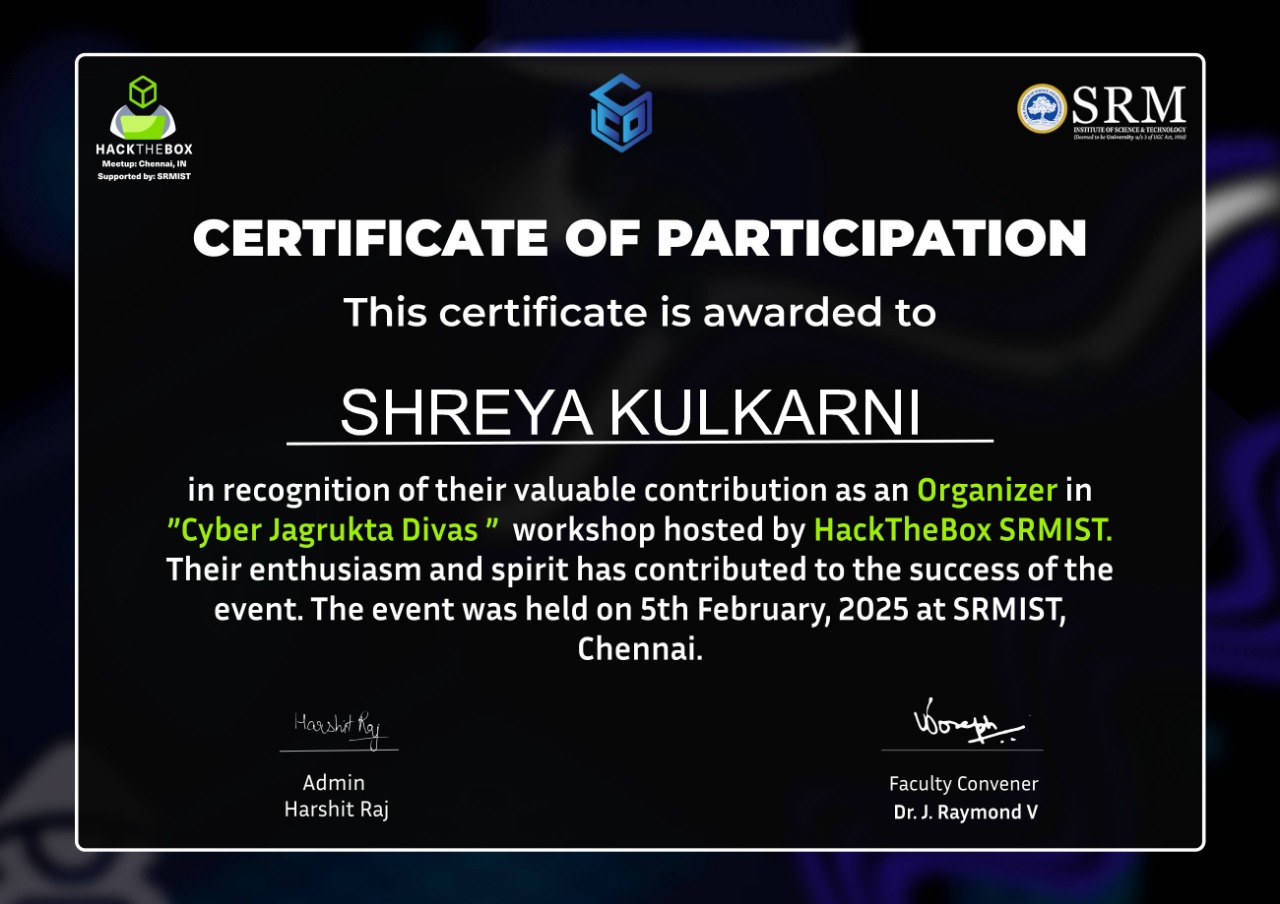 HACKTHEBOX
Meetup: Chennai, IN
Supported by: SRMIST
SRM
INSTITUTE OF SCIENCE & TECHNOLOGY
(Deemed to be University u/s 3 of UGC Act, 1956)
CERTIFICATE OF PARTICIPATION
This certificate is awarded to
SHREYA KULKARNI
in recognition of their valuable contribution as an Organizer in
"Cyber Jagrukta Divas " workshop hosted by HackTheBox SRMIST.
Their enthusiasm and spirit has contributed to the success of the
event. The event was held on 5th February, 2025 at SRMIST,
Chennai.
Harshit Raj
Admin
Harshit Raj
Faculty Convener
Dr. J. Raymond V